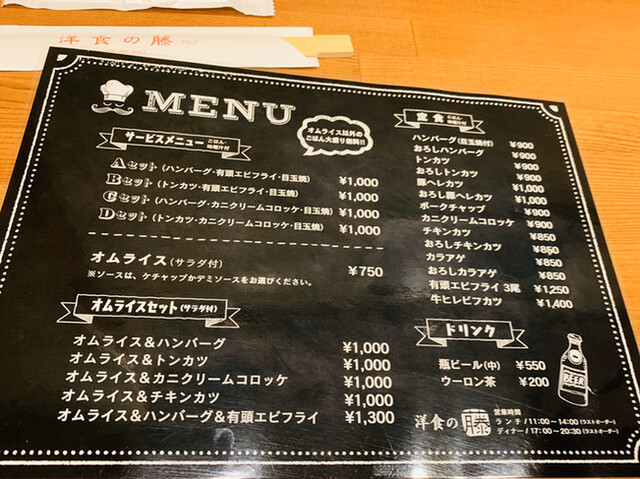 洋食の藤
MENU
オムライス以外の
ごはん大盛り無料!!
サービスメニュー ごはん・味噌汁付
Aセット(ハンバーグ・有頭エビフライ・目玉焼) ¥1,000
Bセット(トンカツ・有頭エビフライ・目玉焼) ¥1,000
Cセット(ハンバーグ・カニクリームコロッケ・目玉焼) ¥1,000
Dセット(トンカツ・カニクリームコロッケ・目玉焼) ¥1,000
オムライス(サラダ付) ¥750
※ソースは、ケチャップかデミソースをお選びください。
オムライスセット(サラダ付)
オムライス&ハンバーグ ¥1,000
オムライス&トンカツ ¥1,000
オムライス&カニクリームコロッケ ¥1,000
オムライス&チキンカツ ¥1,000
オムライス&ハンバーグ&有頭エビフライ ¥1,300
定食 ごはん・味噌汁付
ハンバーグ(目玉焼付) ¥900
おろしハンバーグ ¥900
トンカツ ¥900
おろしトンカツ ¥900
豚ヘレカツ ¥1,000
おろし豚ヘレカツ ¥1,000
ポークチャップ ¥900
カニクリームコロッケ ¥900
チキンカツ ¥850
おろしチキンカツ ¥850
カラアゲ ¥850
おろしカラアゲ ¥850
有頭エビフライ 3尾 ¥1,250
牛ヒレビフカツ ¥1,400
ドリンク
瓶ビール(中) ¥550
ウーロン茶 ¥200
BEER
洋食の藤
営業時間
ランチ/11:00~14:00(ラストオーダー)
ディナー/17:00~20:30(ラストオーダー)